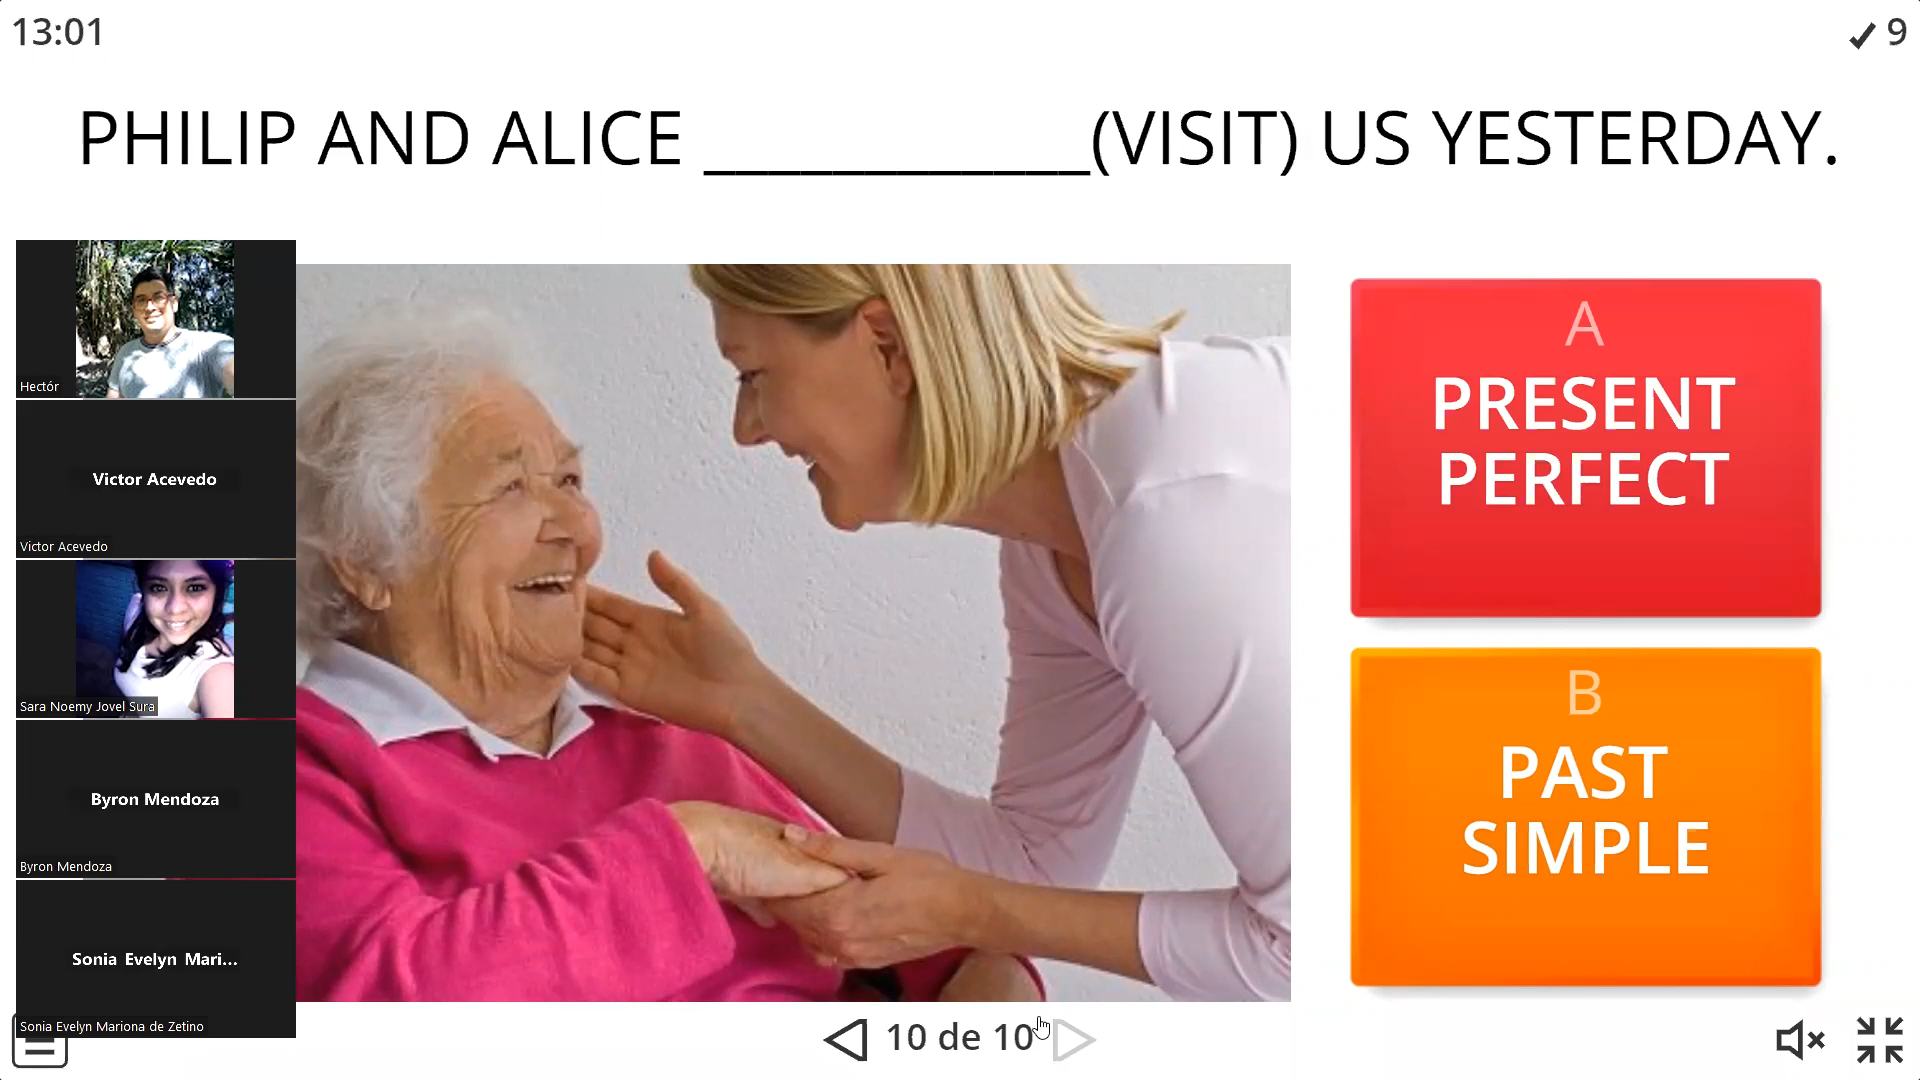 13:01
9
PHILIP AND ALICE ____________(VISIT) US YESTERDAY.
Hectór
Victor Acevedo
Victor Acevedo
Sara Noemy Jovel Sura
Byron Mendoza
Byron Mendoza
Sonia Evelyn Mari...
Sonia Evelyn Mariona de Zetino
A
PRESENT
PERFECT
B
PAST
SIMPLE
10 de 10